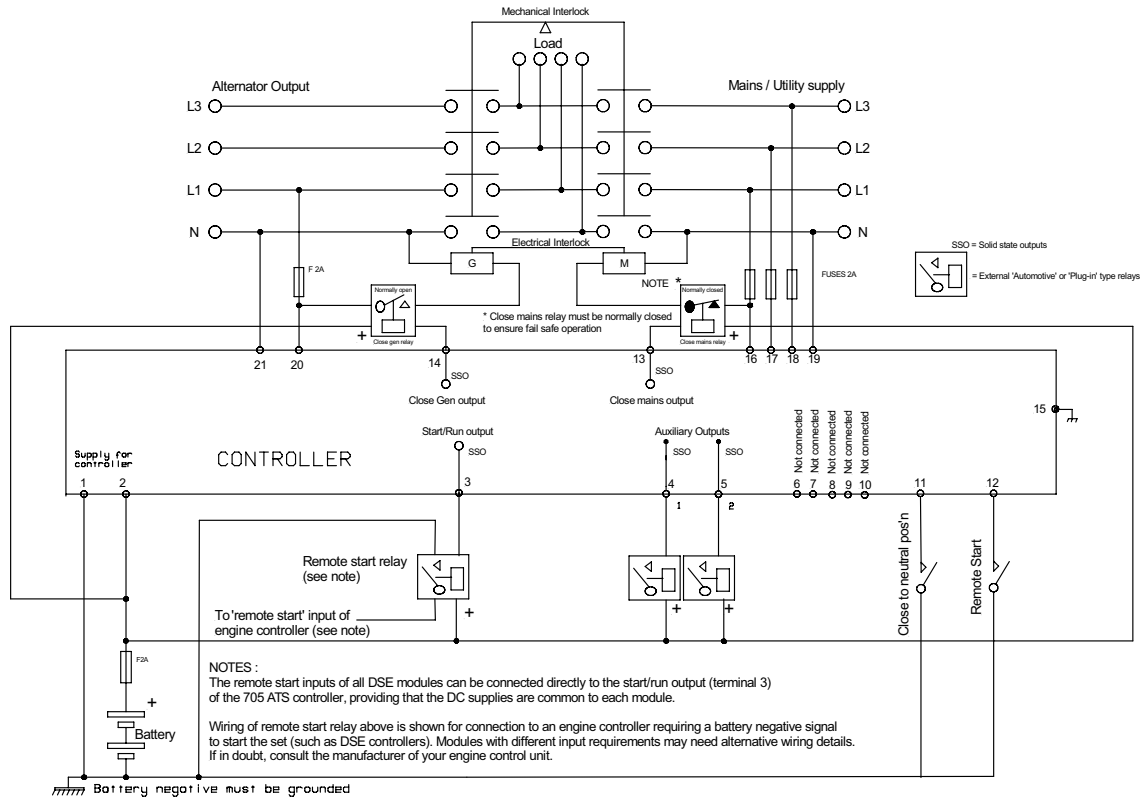 Mechanical Interlock
Load
Alternator Output
Mains / Utility supply
L3
L3
L2
L2
L1
L1
N
N
Electrical Interlock
SSO = Solid state outputs
G
M
F 2A
NOTE *
FUSES 2A
= External 'Automotive' or 'Plug-in' type relays
Normally open
Normally closed
* Close mains relay must be normally closed
to ensure fail safe operation
+
Close gen relay
Close mains relay
+
21
20
14
13
16
17
18
19
SSO
SSO
Close Gen output
Close mains output
15
Start/Run output
Auxiliary Outputs
SSO
SSO
SSO
Not connected
Not connected
Not connected
Not connected
Not connected
Supply for
controller
CONTROLLER
1
2
3
4
5
6
7
8
9
10
11
12
1
2
Close to neutral pos'n
Remote Start
Remote start relay
(see note)
+
+
+
To 'remote start' input of
engine controller (see note)
F2A
NOTES :
The remote start inputs of all DSE modules can be connected directly to the start/run output (terminal 3)
of the 705 ATS controller, providing that the DC supplies are common to each module.
+
Battery
Wiring of remote start relay above is shown for connection to an engine controller requiring a battery negative signal
to start the set (such as DSE controllers). Modules with different input requirements may need alternative wiring details.
If in doubt, consult the manufacturer of your engine control unit.
Battery negative must be grounded